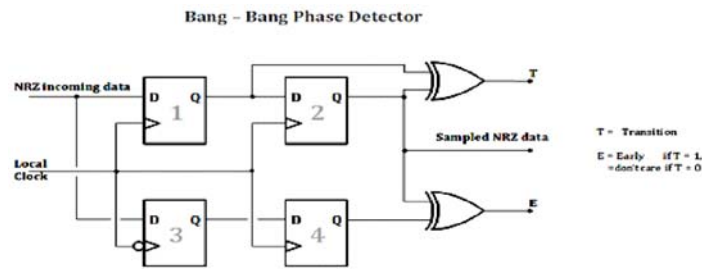 Bang – Bang Phase Detector
NRZ incoming data
D Q
1
D Q
2
T
Sampled NRZ data
T = Transition
E = Early if T = 1,
=don't care if T = 0
Local
Clock
D Q
3
D Q
4
E